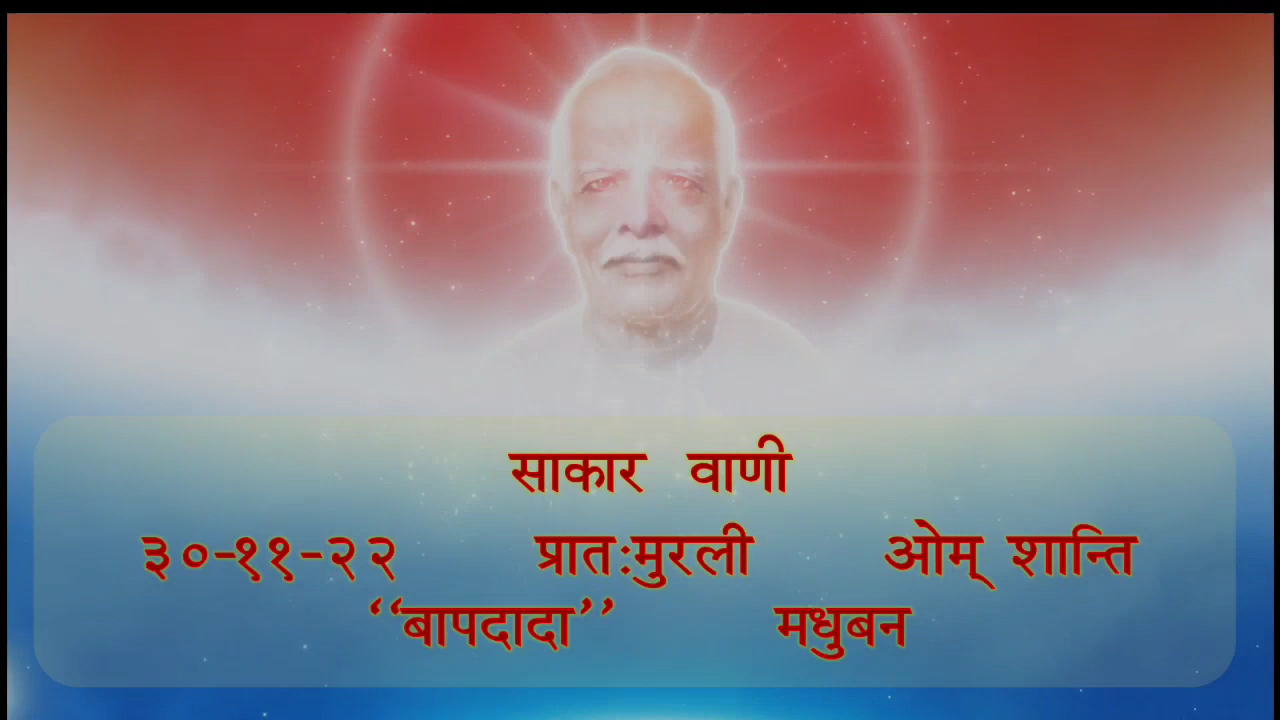 साकार वाणी
३०-११-२२ प्रातःमुरली ओम् शान्ति
‘‘बापदादा’’ मधुबन